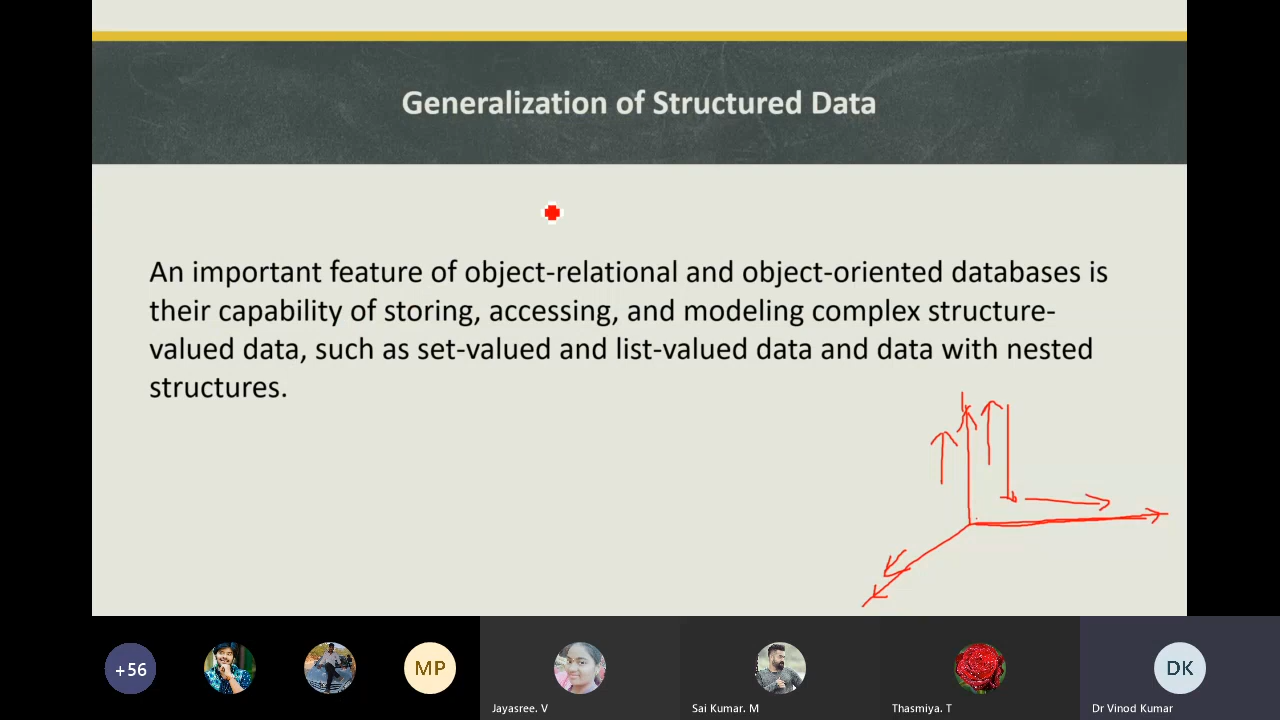 Generalization of Structured Data
An important feature of object-relational and object-oriented databases is
their capability of storing, accessing, and modeling complex structure-
valued data, such as set-valued and list-valued data and data with nested
structures.
+56
MP
DK
Jayasree. V
Sai Kumar. M
Thasmiya. T
Dr Vinod Kumar